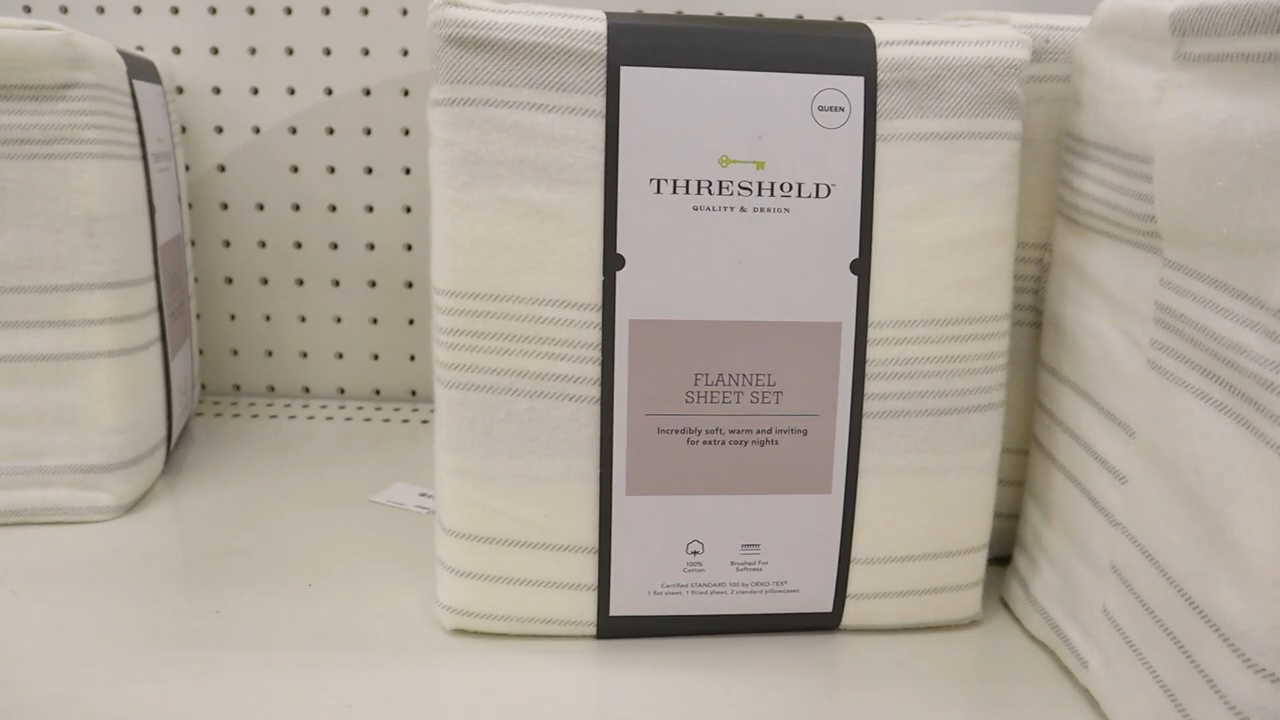 QUEEN
THRESHOLD™
QUALITY & DESIGN
FLANNEL
SHEET SET
Incredibly soft, warm and inviting
for extra cozy nights
100%
Cotton
Brushed For
Softness
Certified STANDARD 100 by OEKO-TEX®
1 flat sheet, 1 fitted sheet, 2 standard pillowcases